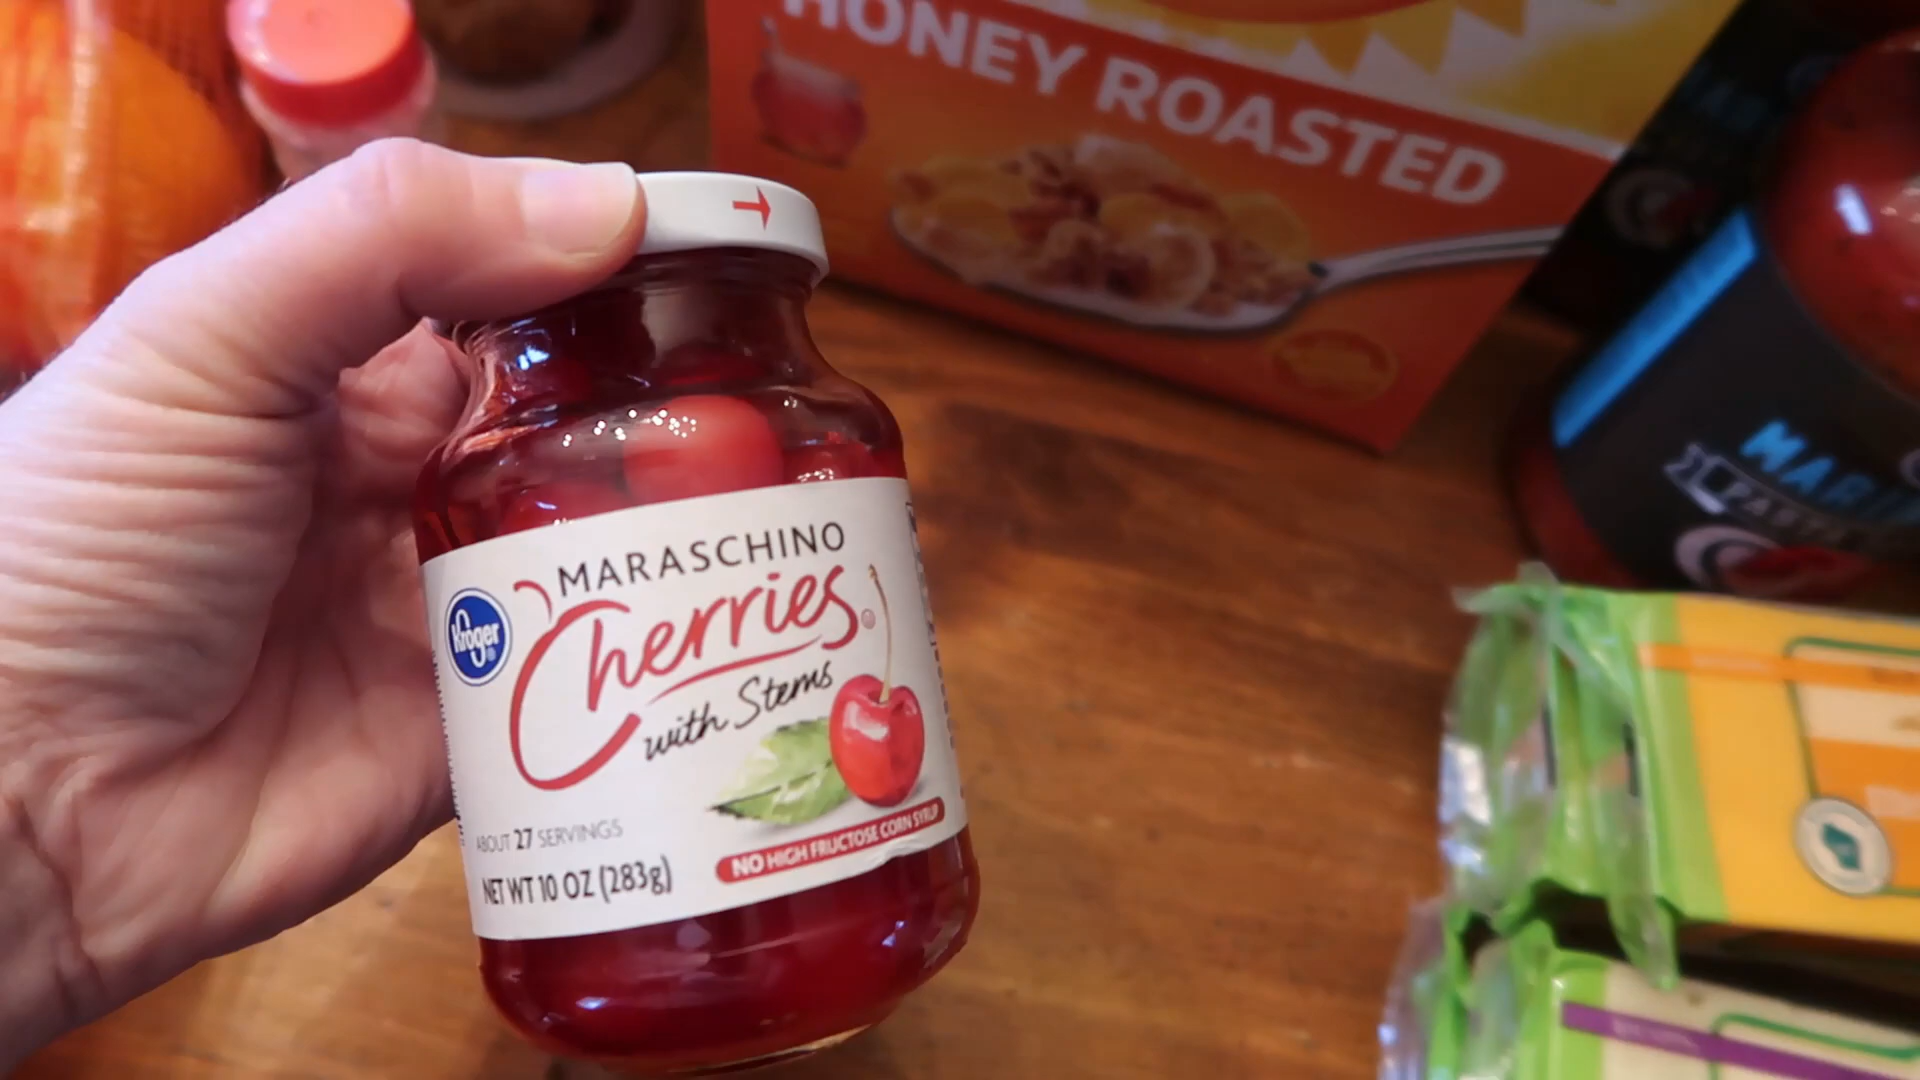 HONEY ROASTED
MARASCHINO
Cherries
with Stems
Kroger
ABOUT 27 SERVINGS
NET WT 10 OZ (283g)
NO HIGH FRUCTOSE CORN SYRUP